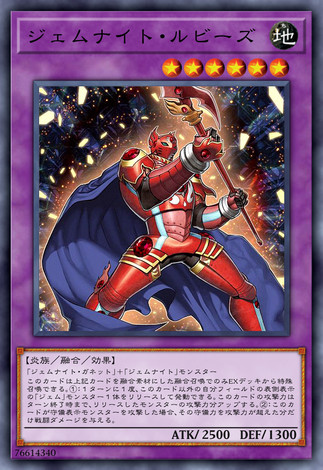 ジェムナイト・ルビーズ
地
【炎族／融合／効果】
「ジェムナイト・ガネット」＋「ジェムナイト」モンスター
このカードは上記カードを融合素材にした融合召喚でのみEXデッキから特殊
召喚できる。①：１ターンに１度、このカード以外の自分フィールドの表側表示
の「ジェム」モンスター１体をリリースして発動できる。このカードの攻撃力は
ターン終了時まで、リリースしたモンスターの攻撃力分アップする。②：このカ
ードが守備表示モンスターを攻撃した場合、その守備力を攻撃力が超えた分だ
け戦闘ダメージを与える。
ATK/ 2500 DEF/1300
76614340